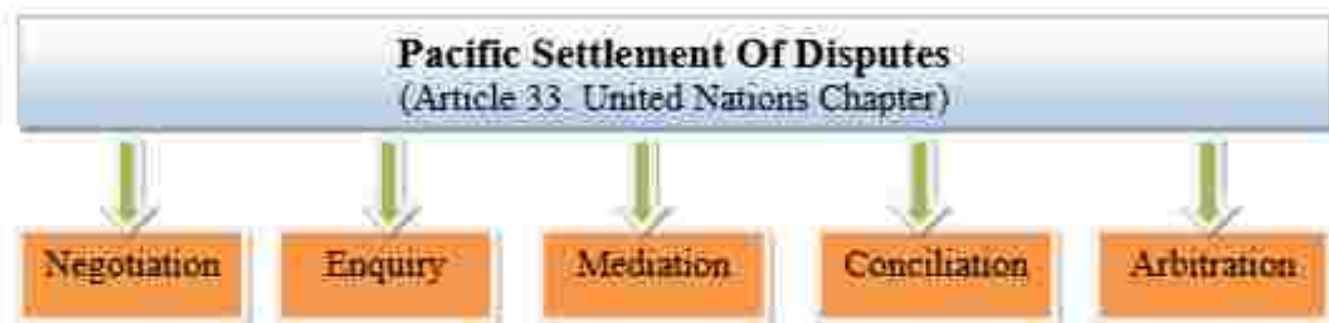 Pacific Settlement Of Disputes
(Article 33. United Nations Chapter)
Negotiation
Enquiry
Mediation
Conciliation
Arbitration